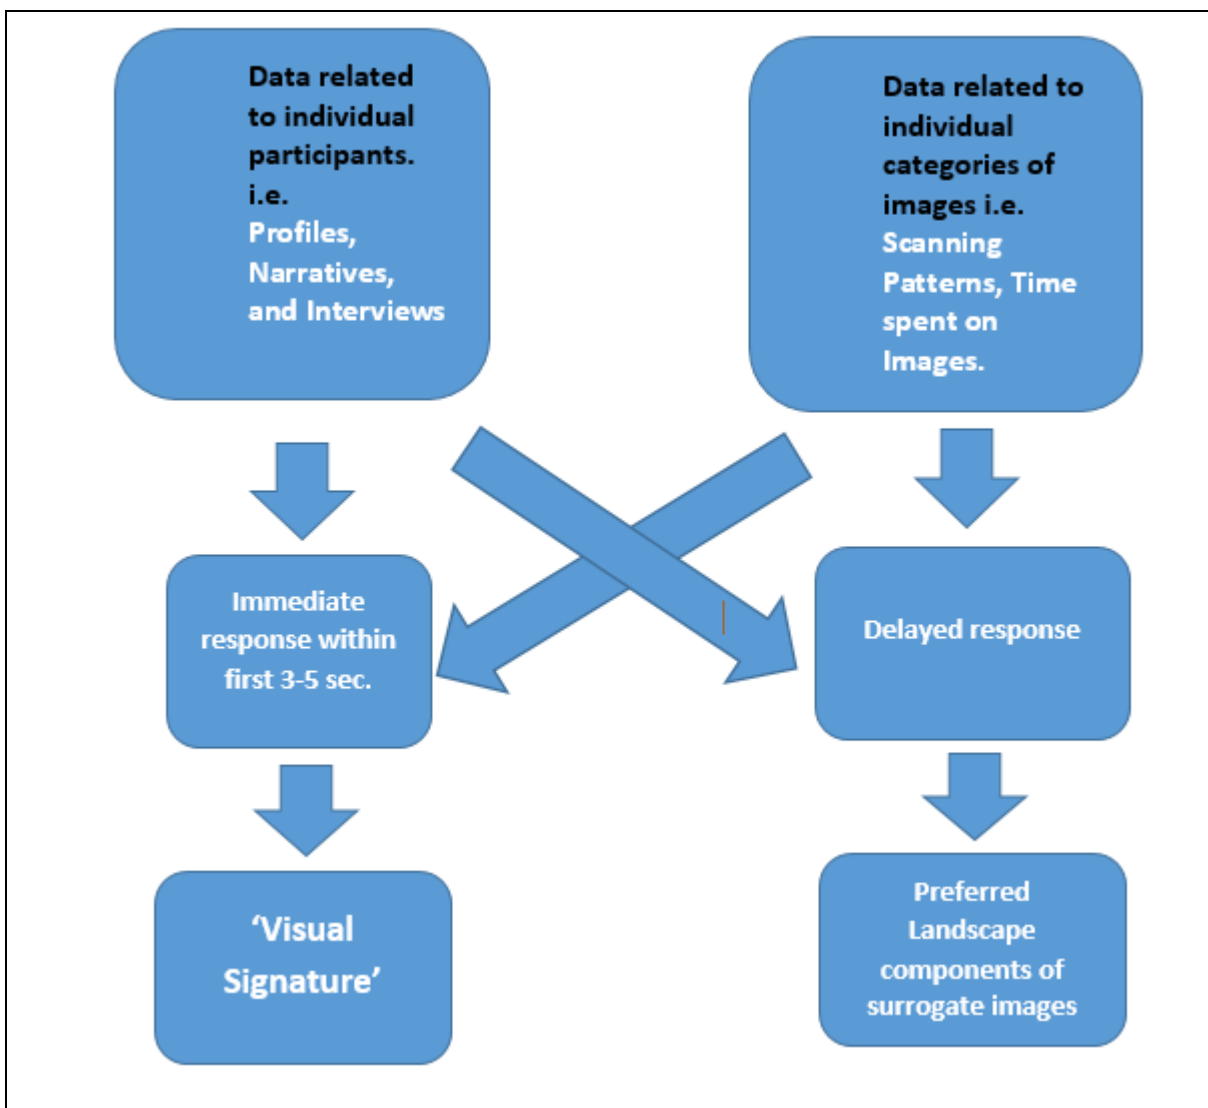 Data related
to individual
participants.
i.e.
Profiles,
Narratives,
and Interviews
Data related to
individual
categories of
images i.e.
Scanning
Patterns, Time
spent on
Images.
Immediate
response within
first 3-5 sec.
Delayed response
‘Visual
Signature’
Preferred
Landscape
components of
surrogate images